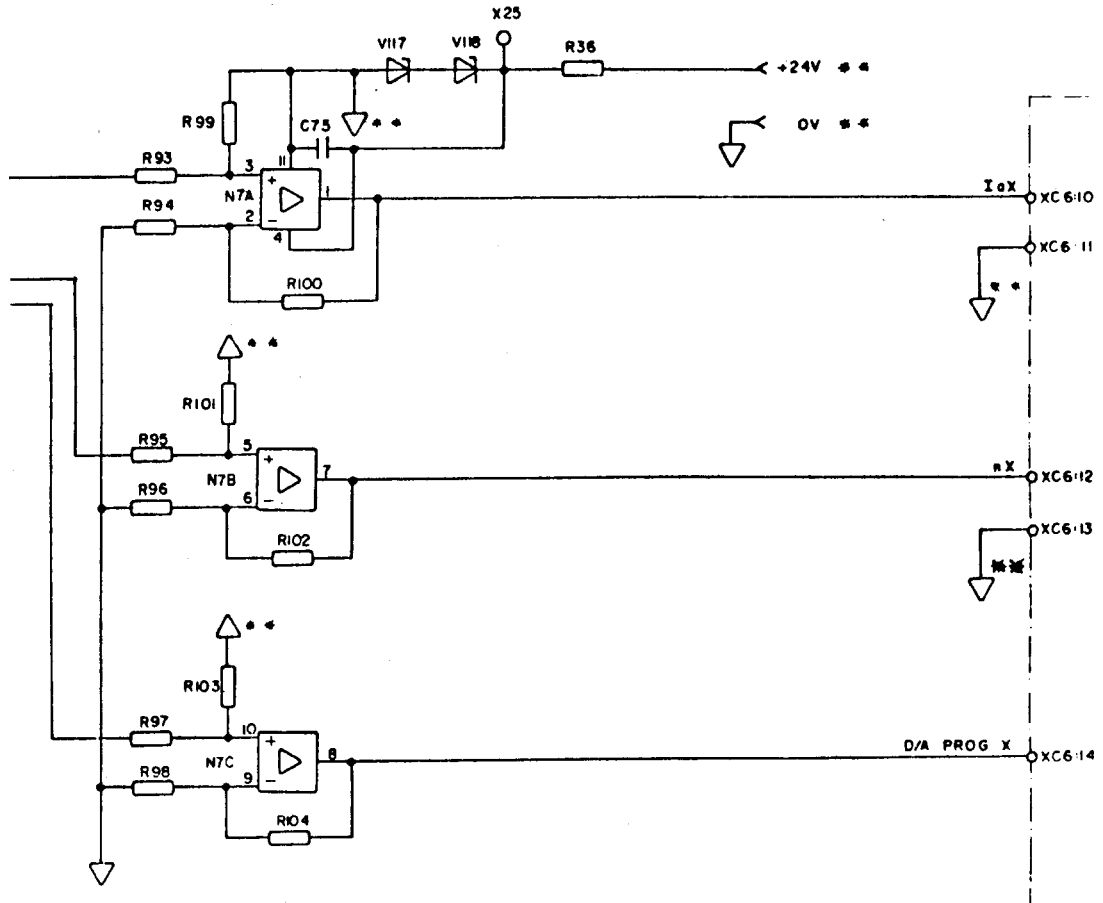 X25
V117 V118 R36
+24V **
R99 C75 ** 0V **
R93 3 11
+
N7A 1 IaX XC6:10
R94 2 -
4 XC6:11
R100 **
**
R101
R95 5
+
N7B 7 nX XC6:12
R96 6 -
R102 XC6:13
**
**
R103
R97 10
+
N7C 8 D/A PROG X XC6:14
R98 9 -
R104